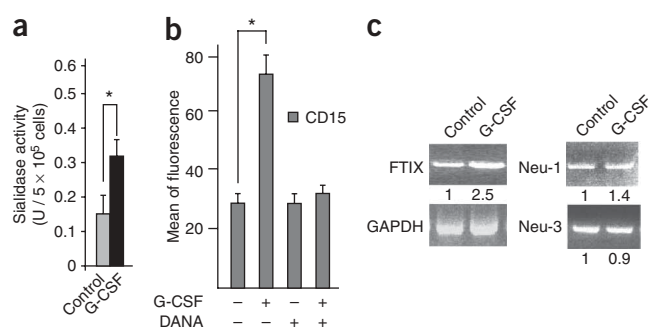 a
Sialidase activity
(U / 5 × 10⁵ cells)
0.6
0.5
0.4
0.3
0.2
0.1
0
*
Control
G-CSF
b
Mean of fluorescence
80
60
40
20
*
CD15
G-CSF – + – +
DANA – – + +
c
Control
G-CSF
FTIX
1 2.5
GAPDH
Control
G-CSF
Neu-1
1 1.4
Neu-3
1 0.9